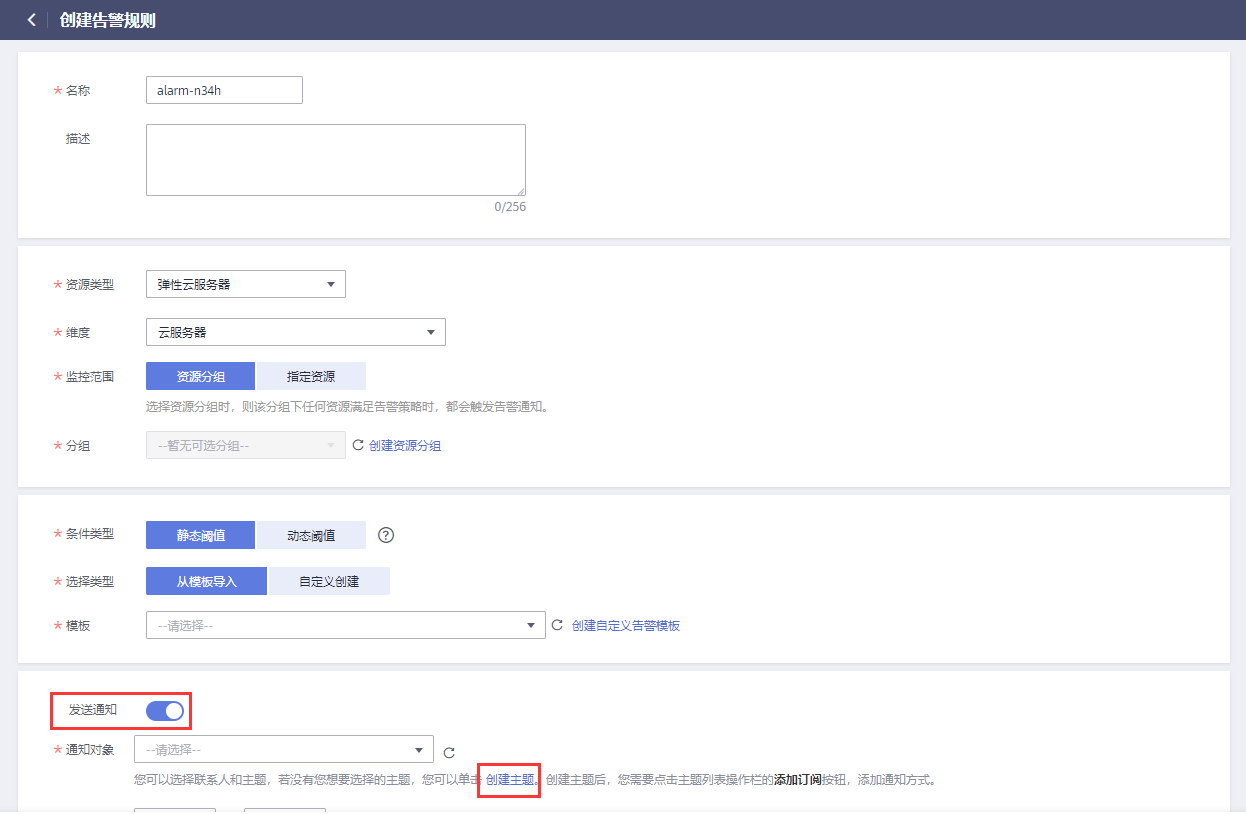 创建告警规则
* 名称 alarm-n34h
描述
0/256
* 资源类型 弹性云服务器
* 维度 云服务器
* 监控范围 资源分组 指定资源
选择资源分组时，则该分组下任何资源满足告警策略时，都会触发告警通知。
* 分组 --暂无可选分组-- 创建资源分组
* 条件类型 静态阈值 动态阈值 ?
* 选择类型 从模板导入 自定义创建
* 模板 --请选择-- 创建自定义告警模板
发送通知
* 通知对象 --请选择--
您可以选择联系人和主题，若没有您想要选择的主题，您可以单击 创建主题。创建主题后，您需要点击主题列表操作栏的添加订阅按钮，添加通知方式。